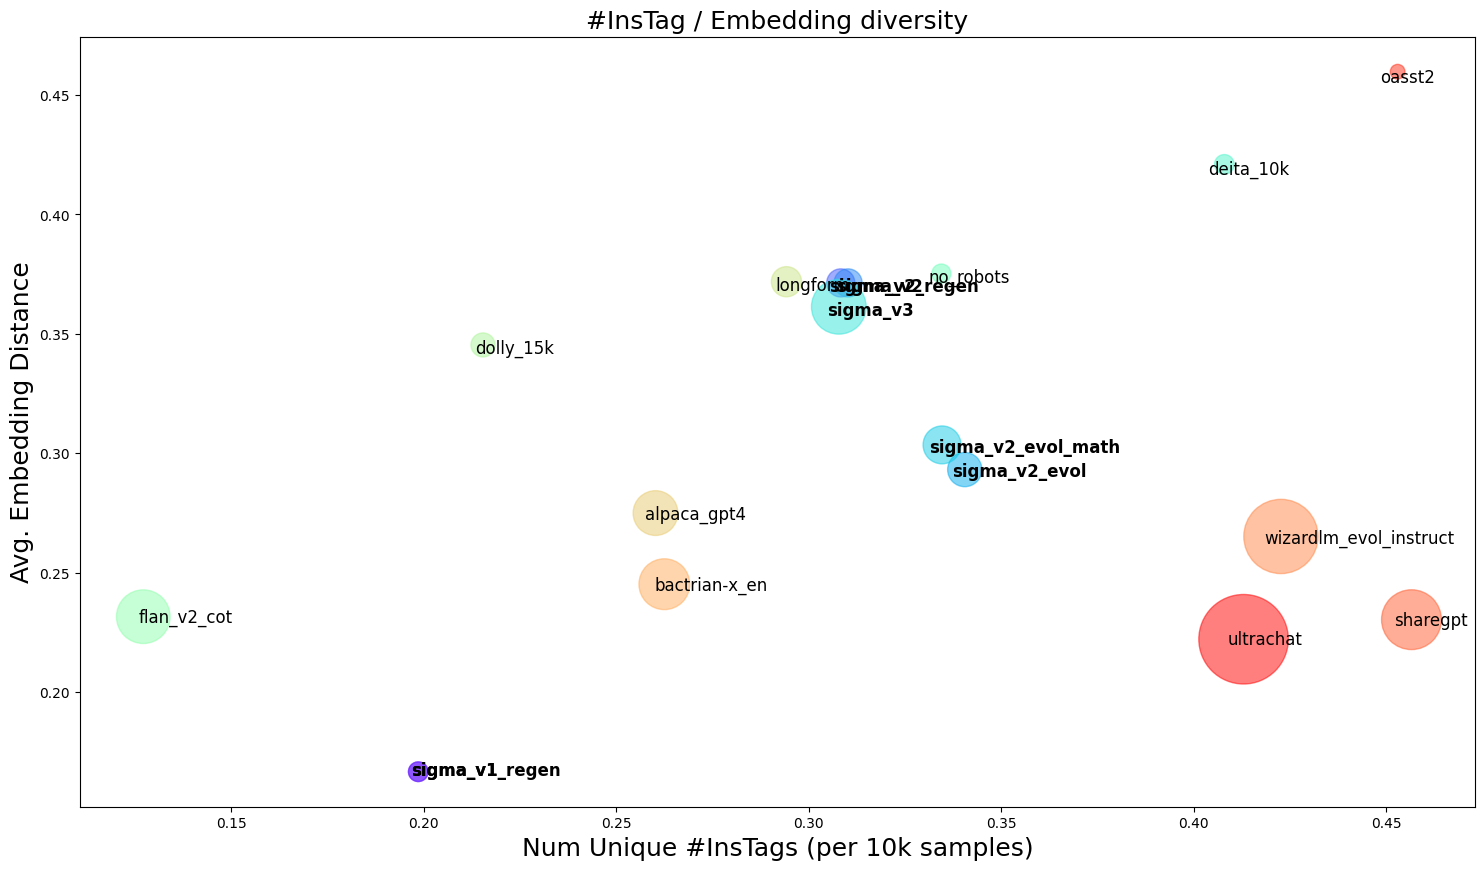 #InsTag / Embedding diversity
Avg. Embedding Distance
0.45
0.40
0.35
0.30
0.25
0.20
oasst2
deita_10k
no_robots
longform
sigma_v2
sigma_v2_regen
sigma_v3
dolly_15k
sigma_v2_evol_math
sigma_v2_evol
alpaca_gpt4
wizardlm_evol_instruct
bactrian-x_en
flan_v2_cot
sharegpt
ultrachat
sigma_v1_regen
0.15
0.20
0.25
0.30
0.35
0.40
0.45
Num Unique #InsTags (per 10k samples)